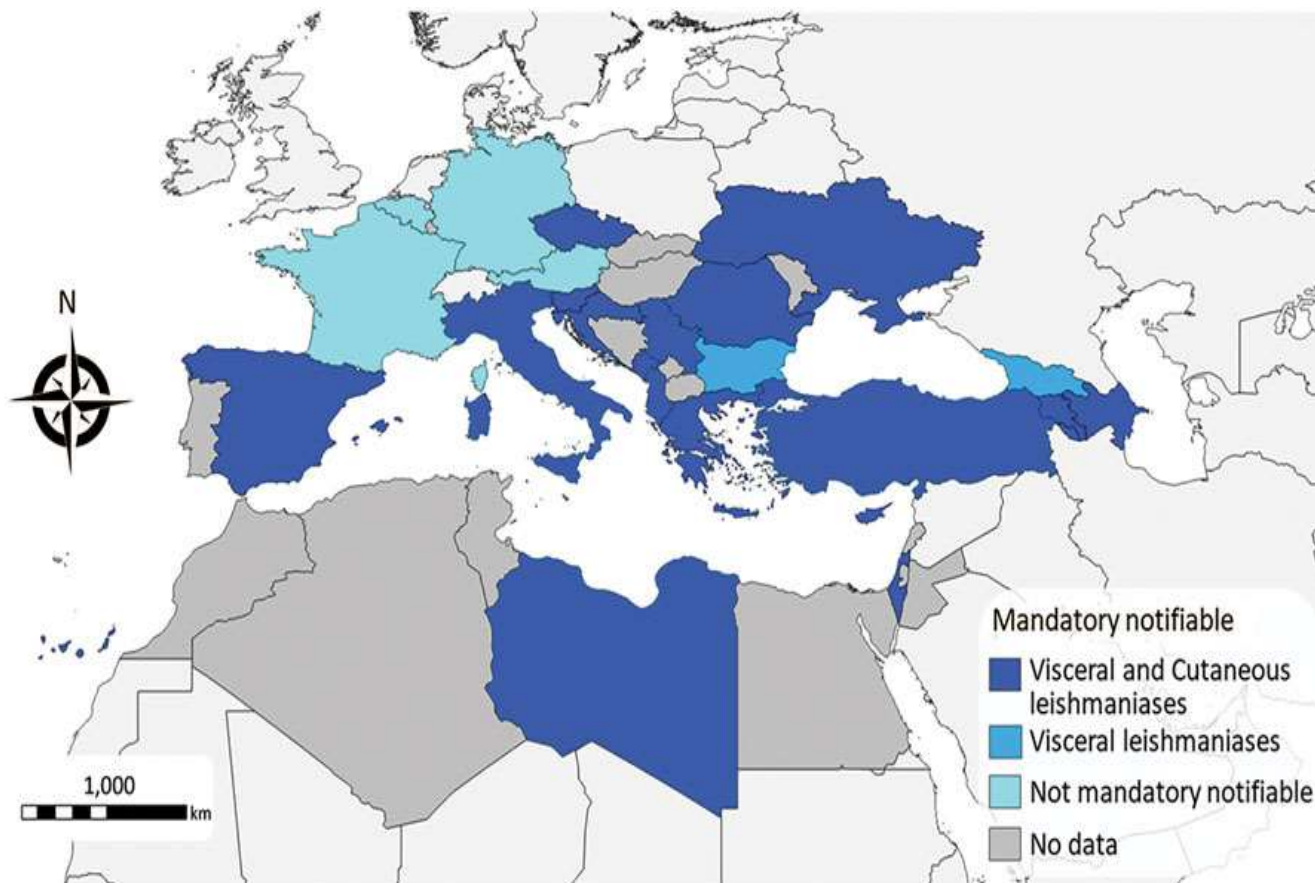 N
Mandatory notifiable
Visceral and Cutaneous
leishmaniases
Visceral leishmaniases
Not mandatory notifiable
No data
1,000
km